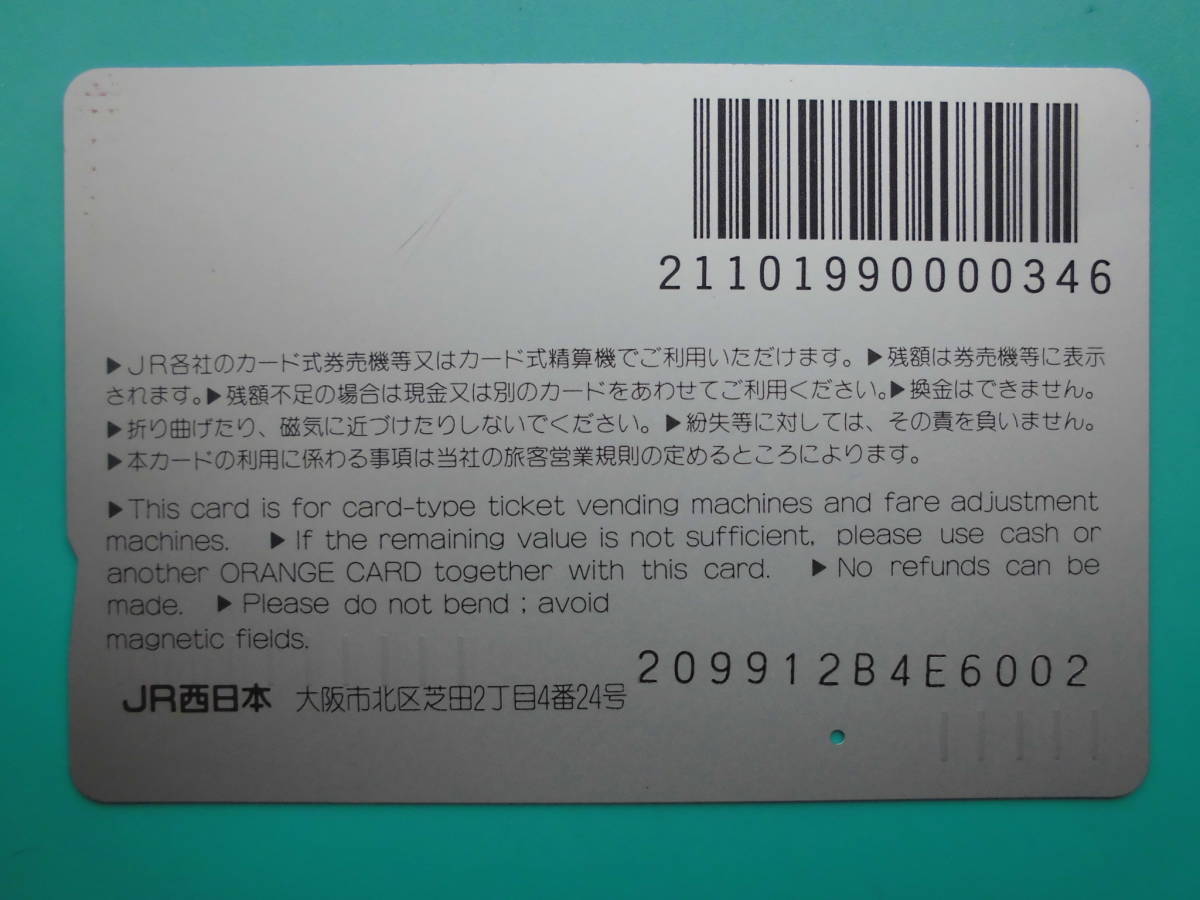 21101990000346
▶JR各社のカード式券売機等又はカード式精算機でご利用いただけます。▶残額は券売機等に表示
されます。▶残額不足の場合は現金又は別のカードをあわせてご利用ください。▶換金はできません。
▶折り曲げたり、磁気に近づけたりしないでください。▶紛失等に対しては、その責を負いません。
▶本カードの利用に係わる事項は当社の旅客営業規則の定めるところによります。
▶This card is for card-type ticket vending machines and fare adjustment
machines. ▶If the remaining value is not sufficient, please use cash or
another ORANGE CARD together with this card. ▶No refunds can be
made. ▶Please do not bend ; avoid
magnetic fields.
209912B4E6002
JR西日本 大阪市北区芝田2丁目4番24号